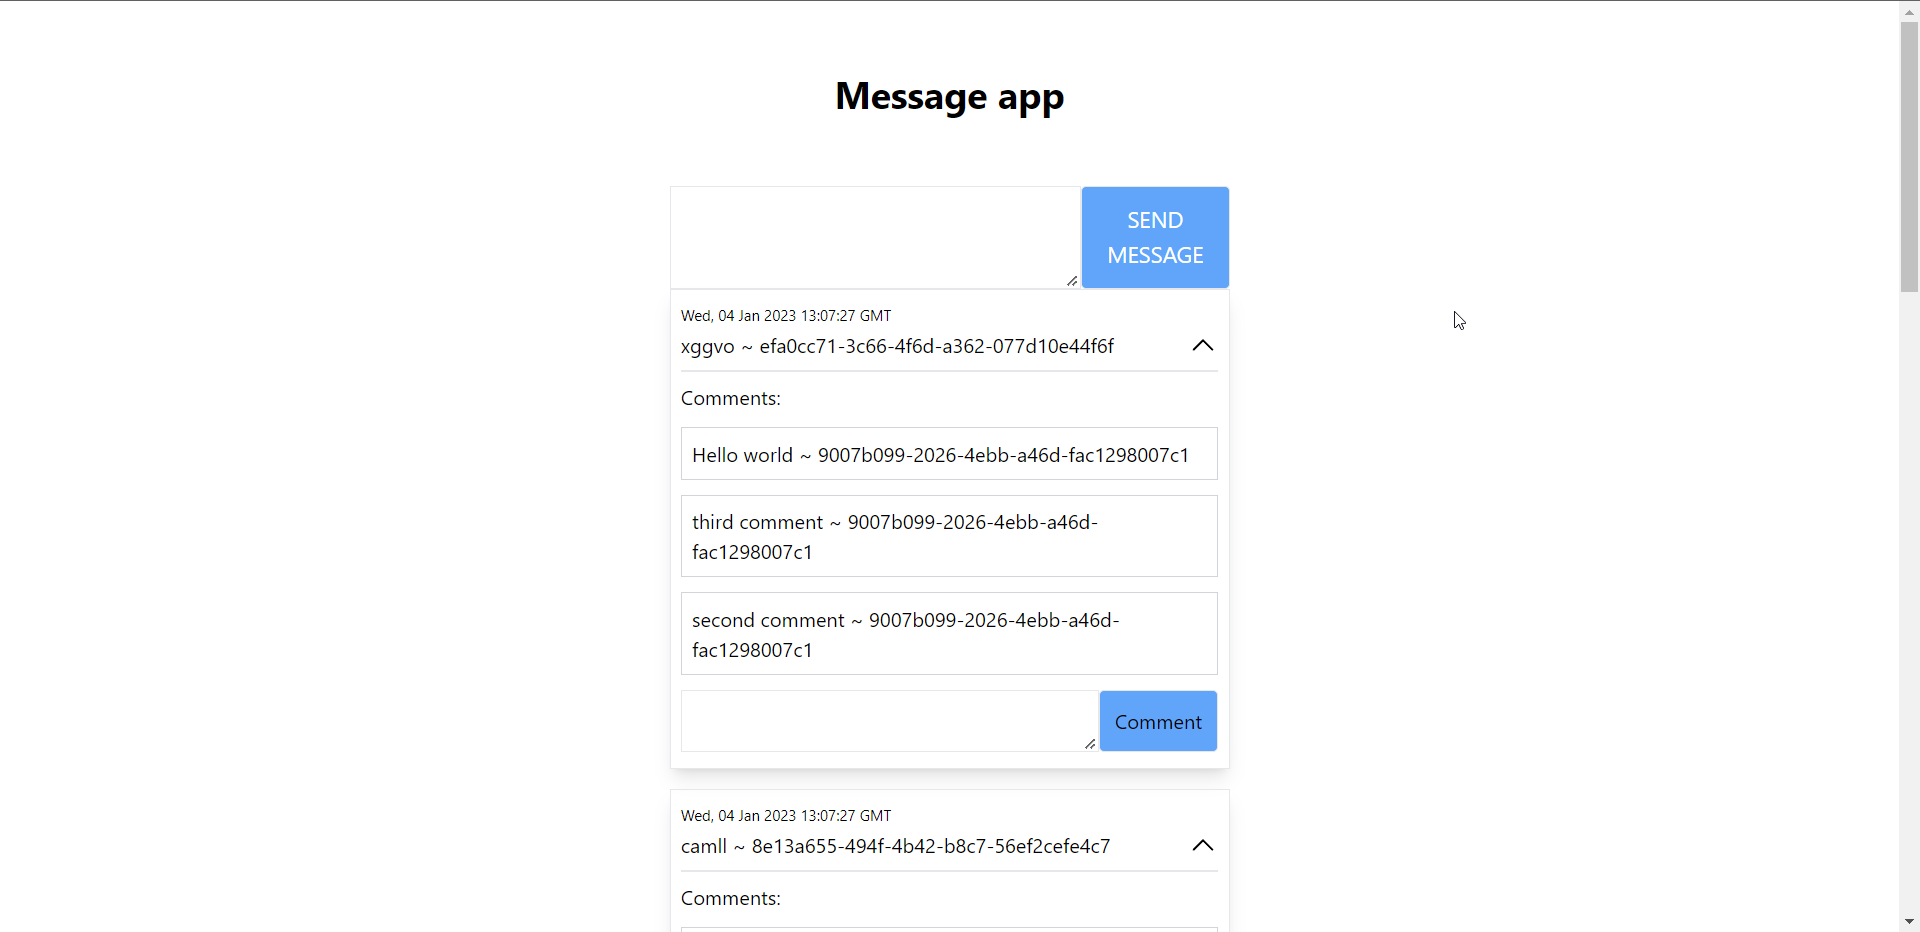 Message app
SEND
MESSAGE
Wed, 04 Jan 2023 13:07:27 GMT
xggvo ~ efa0cc71-3c66-4f6d-a362-077d10e44f6f
Comments:
Hello world ~ 9007b099-2026-4ebb-a46d-fac1298007c1
third comment ~ 9007b099-2026-4ebb-a46d-
fac1298007c1
second comment ~ 9007b099-2026-4ebb-a46d-
fac1298007c1
Comment
Wed, 04 Jan 2023 13:07:27 GMT
camll ~ 8e13a655-494f-4b42-b8c7-56ef2cefe4c7
Comments: